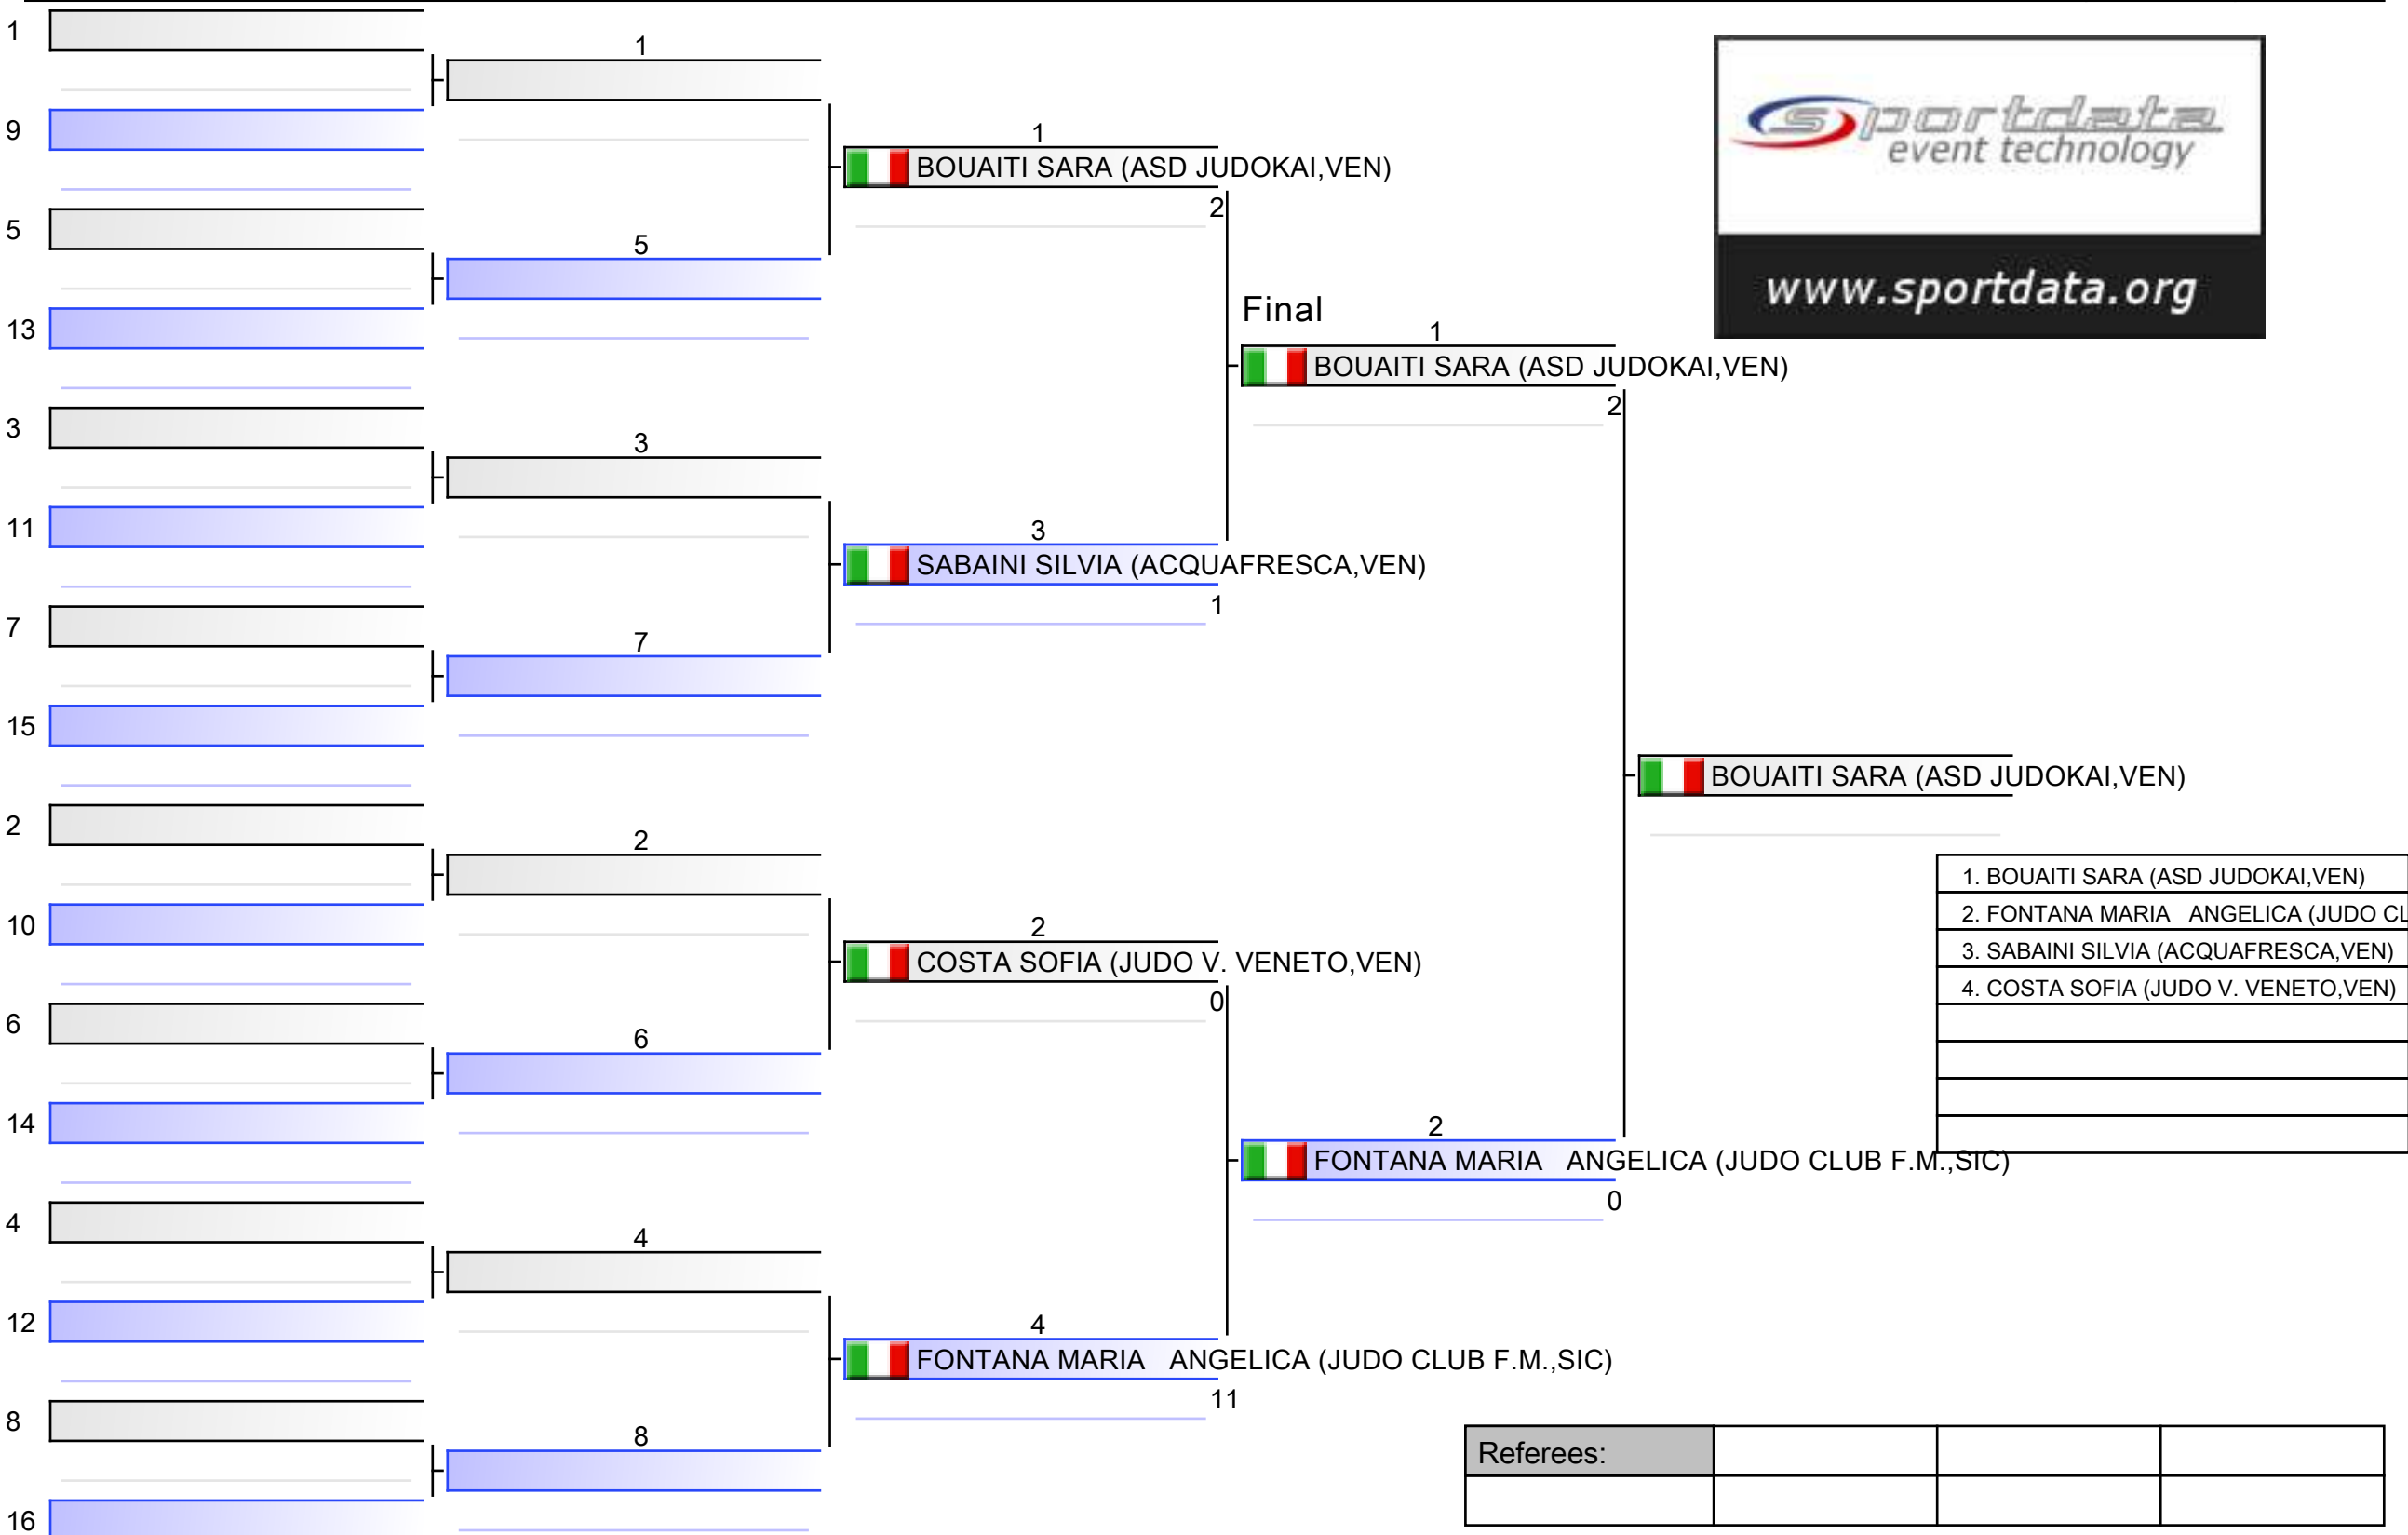 1
9
5
13
3
11
7
15
2
10
6
14
4
12
8
16
1
5
3
7
2
6
4
8
1
BOUAITI SARA (ASD JUDOKAI,VEN)
2
3
SABAINI SILVIA (ACQUAFRESCA,VEN)
1
2
COSTA SOFIA (JUDO V. VENETO,VEN)
0
4
FONTANA MARIA ANGELICA (JUDO CLUB F.M.,SIC)
11
Final
1
BOUAITI SARA (ASD JUDOKAI,VEN)
2
2
FONTANA MARIA ANGELICA (JUDO CLUB F.M.,SIC)
0
BOUAITI SARA (ASD JUDOKAI,VEN)
sportdata
event technology
www.sportdata.org
1. BOUAITI SARA (ASD JUDOKAI,VEN)
2. FONTANA MARIA ANGELICA (JUDO CL
3. SABAINI SILVIA (ACQUAFRESCA,VEN)
4. COSTA SOFIA (JUDO V. VENETO,VEN)
Referees: